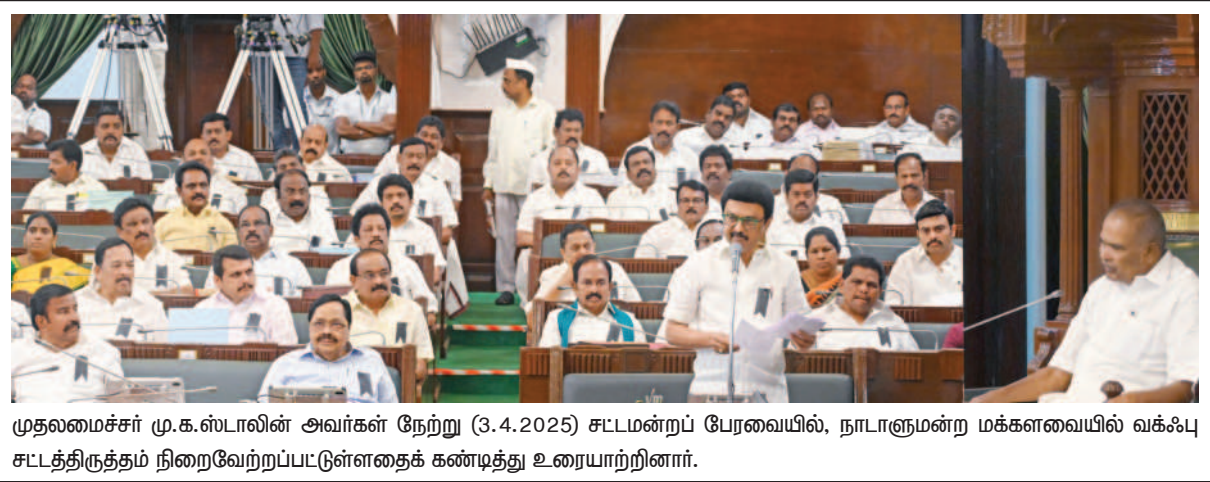 முதலமைச்சர் மு.க.ஸ்டாலின் அவர்கள் நேற்று (3.4.2025) சட்டமன்றப் பேரவையில், நாடாளுமன்ற மக்களவையில் வக்ஃபு
சட்டத்திருத்தம் நிறைவேற்றப்பட்டுள்ளதைக் கண்டித்து உரையாற்றினார்.